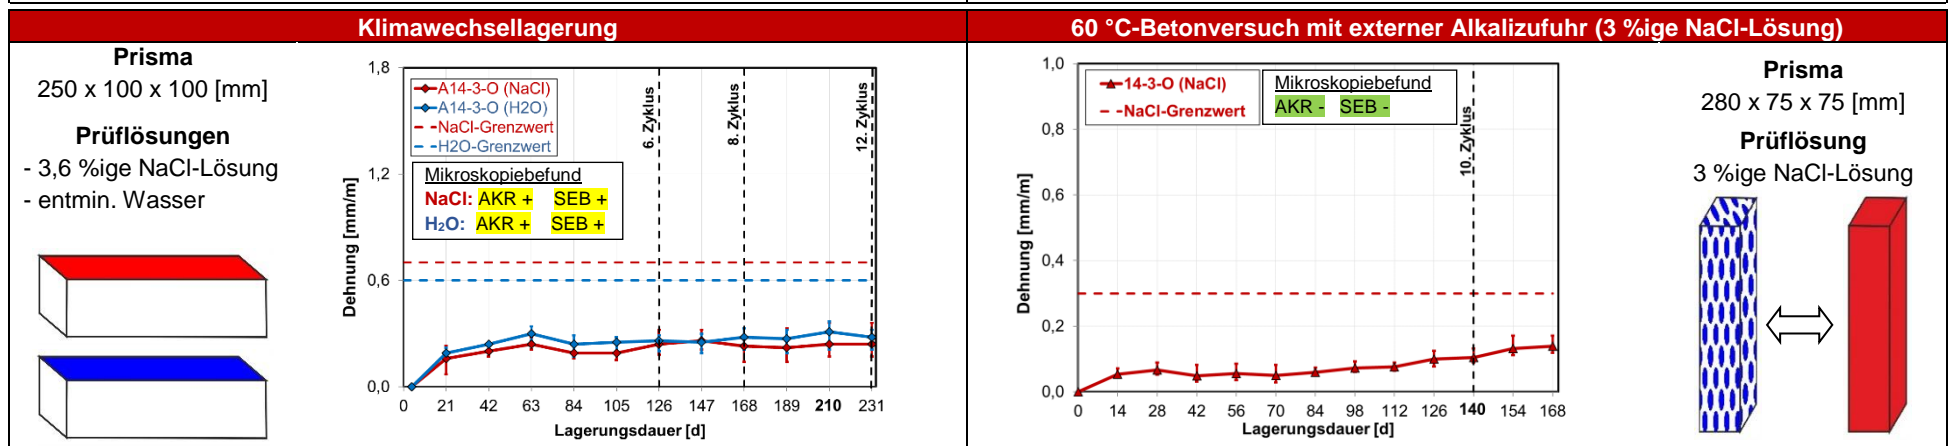 Klimawechsellagerung
Prisma
250 x 100 x 100 [mm]
Prüflösungen
- 3,6 %ige NaCl-Lösung
- entmin. Wasser
Dehnung [mm/m]
1,8
1,2
0,6
0,0
A14-3-O (NaCl)
A14-3-O (H2O)
NaCl-Grenzwert
H2O-Grenzwert
Mikroskopiebefund
NaCl: AKR + SEB +
H₂O: AKR + SEB +
6. Zyklus
8. Zyklus
12. Zyklus
0 21 42 63 84 105 126 147 168 189 210 231
Lagerungsdauer [d]
60 °C-Betonversuch mit externer Alkalizufuhr (3 %ige NaCl-Lösung)
Dehnung [mm/m]
1,0
0,8
0,6
0,4
0,2
0,0
14-3-O (NaCl)
NaCl-Grenzwert
Mikroskopiebefund
AKR - SEB -
10. Zyklus
0 14 28 42 56 70 84 98 112 126 140 154 168
Lagerungsdauer [d]
Prisma
280 x 75 x 75 [mm]
Prüflösung
3 %ige NaCl-Lösung